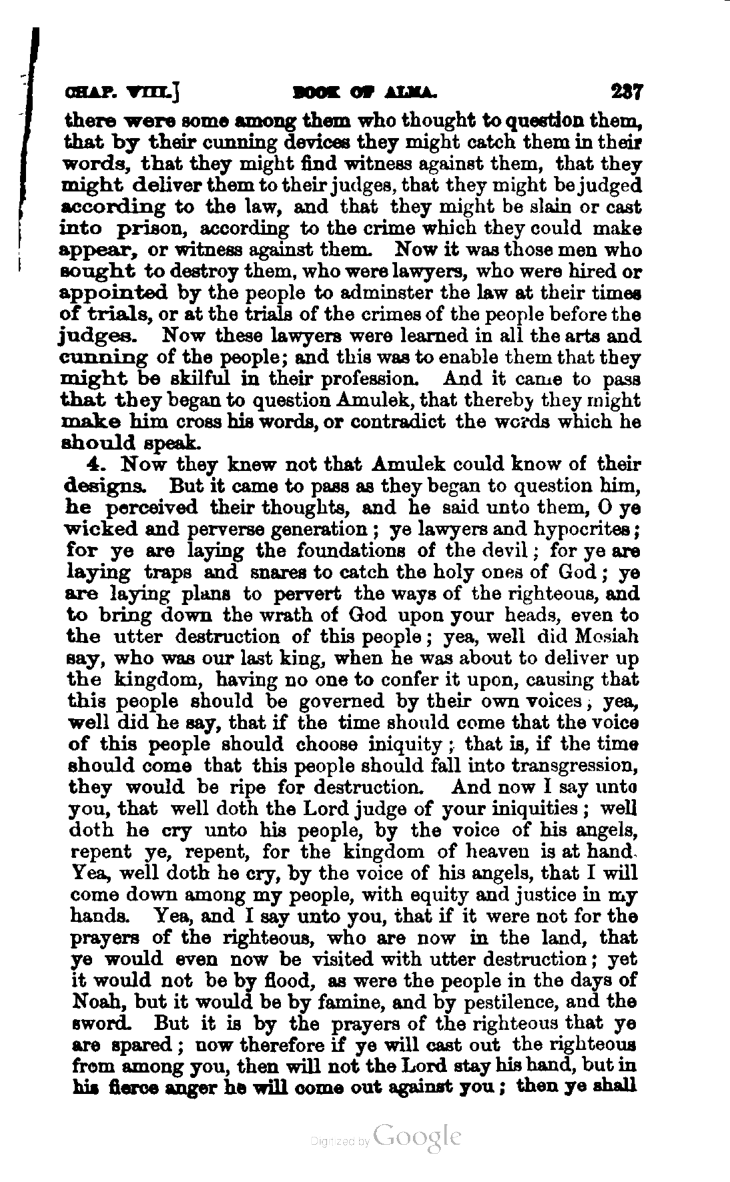 CHAP. VIII.] BOOK OF ALMA. 237
there were some among them who thought to question them,
that by their cunning devices they might catch them in their
words, that they might find witness against them, that they
might deliver them to their judges, that they might be judged
according to the law, and that they might be slain or cast
into prison, according to the crime which they could make
appear, or witness against them. Now it was those men who
sought to destroy them, who were lawyers, who were hired or
appointed by the people to adminster the law at their times
of trials, or at the trials of the crimes of the people before the
judges. Now these lawyers were learned in all the arts and
cunning of the people; and this was to enable them that they
might be skilful in their profession. And it came to pass
that they began to question Amulek, that thereby they might
make him cross his words, or contradict the words which he
should speak.
4. Now they knew not that Amulek could know of their
designs. But it came to pass as they began to question him,
he perceived their thoughts, and he said unto them, O ye
wicked and perverse generation; ye lawyers and hypocrites;
for ye are laying the foundations of the devil; for ye are
laying traps and snares to catch the holy ones of God; ye
are laying plans to pervert the ways of the righteous, and
to bring down the wrath of God upon your heads, even to
the utter destruction of this people; yea, well did Mosiah
say, who was our last king, when he was about to deliver up
the kingdom, having no one to confer it upon, causing that
this people should be governed by their own voices; yea,
well did he say, that if the time should come that the voice
of this people should choose iniquity; that is, if the time
should come that this people should fall into transgression,
they would be ripe for destruction. And now I say unto
you, that well doth the Lord judge of your iniquities; well
doth he cry unto his people, by the voice of his angels,
repent ye, repent, for the kingdom of heaven is at hand.
Yea, well doth he cry, by the voice of his angels, that I will
come down among my people, with equity and justice in my
hands. Yea, and I say unto you, that if it were not for the
prayers of the righteous, who are now in the land, that
ye would even now be visited with utter destruction; yet
it would not be by flood, as were the people in the days of
Noah, but it would be by famine, and by pestilence, and the
sword. But it is by the prayers of the righteous that ye
are spared; now therefore if ye will cast out the righteous
from among you, then will not the Lord stay his hand, but in
his fierce anger he will come out against you; then ye shall
Digitized by Google